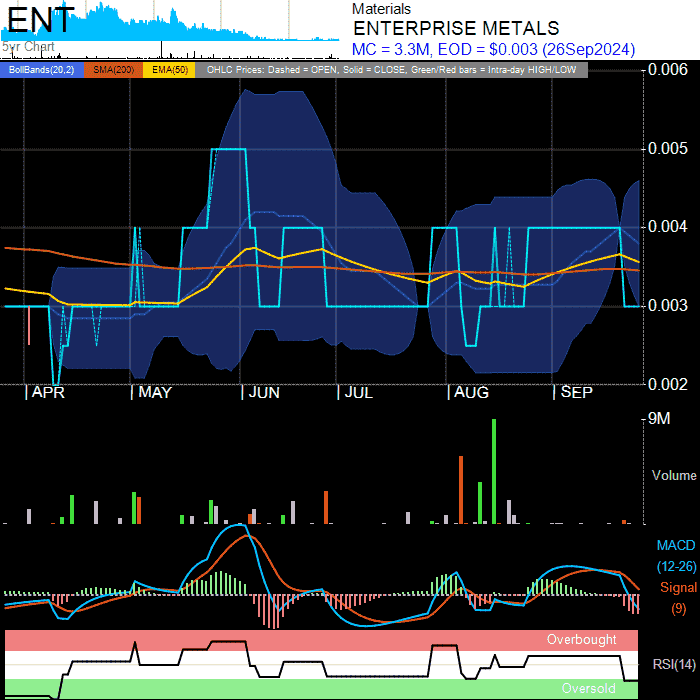 ENT
5yr Chart
Materials
ENTERPRISE METALS
MC = 3.3M, EOD = $0.003 (26Sep2024)
BollBands(20,2) SMA(200) EMA(50) OHLC Prices: Dashed = OPEN, Solid = CLOSE, Green/Red bars = Intra-day HIGH/LOW
0.006
0.005
0.004
0.003
0.002
APR MAY JUN JUL AUG SEP
9M
Volume
MACD
(12-26)
Signal
(9)
Overbought
RSI(14)
Oversold